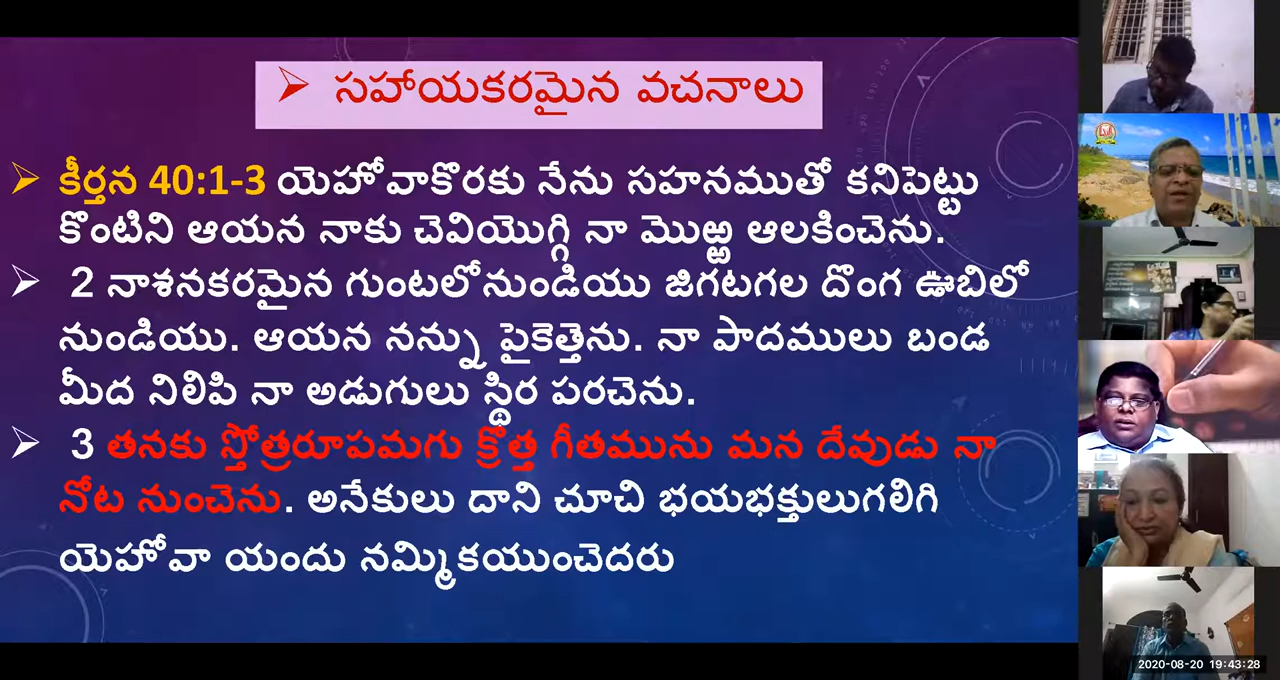 ➢ సహాయకరమైన వచనాలు
➢ కీర్తన 40:1-3 యెహోవాకొరకు నేను సహనముతో కనిపెట్టు
కొంటిని ఆయన నాకు చెవియొగ్గి నా మొఱ్ఱ ఆలకించెను.
➢ 2 నాశనకరమైన గుంటలోనుండియు జిగటగల దొంగ ఊబిలో
నుండియు. ఆయన నన్ను పైకెత్తెను. నా పాదములు బండ
మీద నిలిపి నా అడుగులు స్థిర పరచెను.
➢ 3 తనకు స్తోత్రరూపమగు క్రొత్త గీతమును మన దేవుడు నా
నోట నుంచెను. అనేకులు దాని చూచి భయభక్తులుగలిగి
యెహోవా యందు నమ్మికయుంచెదరు
2020-08-20 19:43:28